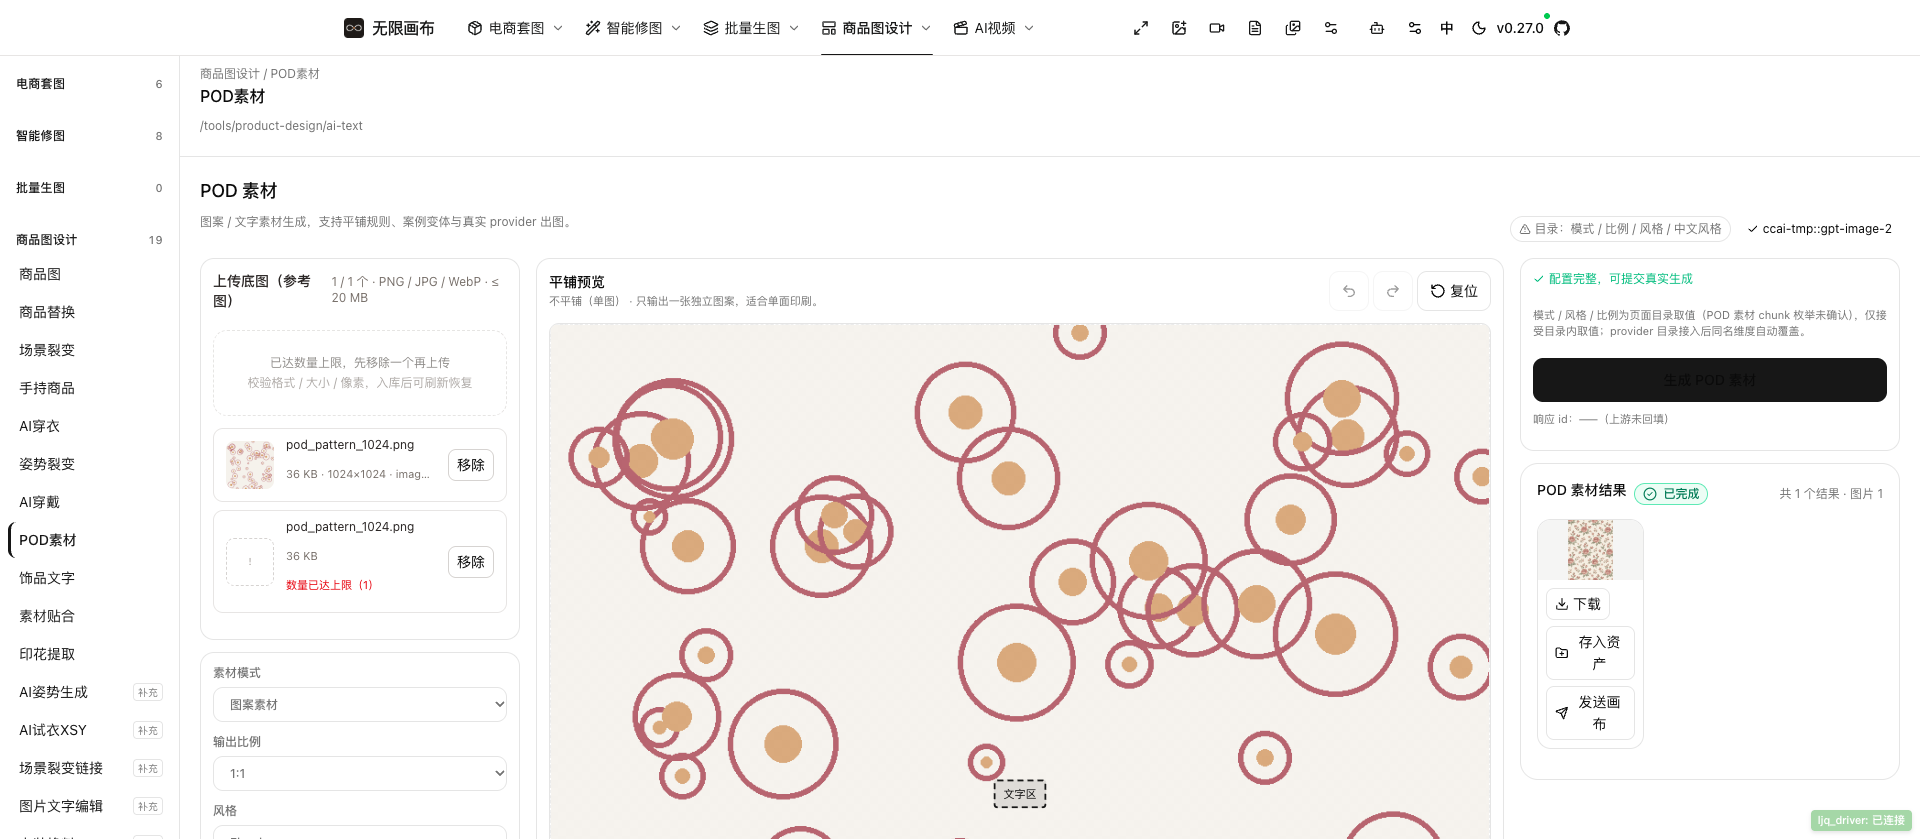 无限画布
电商套图
智能修图
批量生图
商品图设计
AI视频
中
v0.27.0
电商套图 6
智能修图 8
批量生图 0
商品图设计 19
商品图
商品替换
场景裂变
手持商品
AI穿衣
姿势裂变
AI穿戴
POD素材
饰品文字
素材贴合
印花提取
AI姿势生成 补充
AI试衣XSY 补充
场景裂变链接 补充
图片文字编辑 补充
商品图设计 / POD素材
POD素材
/tools/product-design/ai-text
POD 素材
图案 / 文字素材生成，支持平铺规则、案例变体与真实 provider 出图。
目录：模式 / 比例 / 风格 / 中文风格
ccai-tmp::gpt-image-2
上传底图（参考图）
1 / 1 个 · PNG / JPG / WebP · ≤ 20 MB
已达数量上限，先移除一个再上传
校验格式 / 大小 / 像素，入库后可刷新恢复
pod_pattern_1024.png
36 KB · 1024×1024 · imag...
移除
pod_pattern_1024.png
36 KB
数量已达上限（1）
移除
素材模式
图案素材
输出比例
1:1
风格
平铺预览
不平铺（单图） · 只输出一张独立图案，适合单面印刷。
复位
文字区
配置完整，可提交真实生成
模式 / 风格 / 比例为页面目录取值（POD 素材 chunk 枚举未确认），仅接受目录内取值；provider 目录接入后同名维度自动覆盖。
生成 POD 素材
响应 id： —— （上游未回填）
POD 素材结果
已完成
共 1 个结果 · 图片 1
下载
存入资产
发送画布
ljq_driver: 已连接